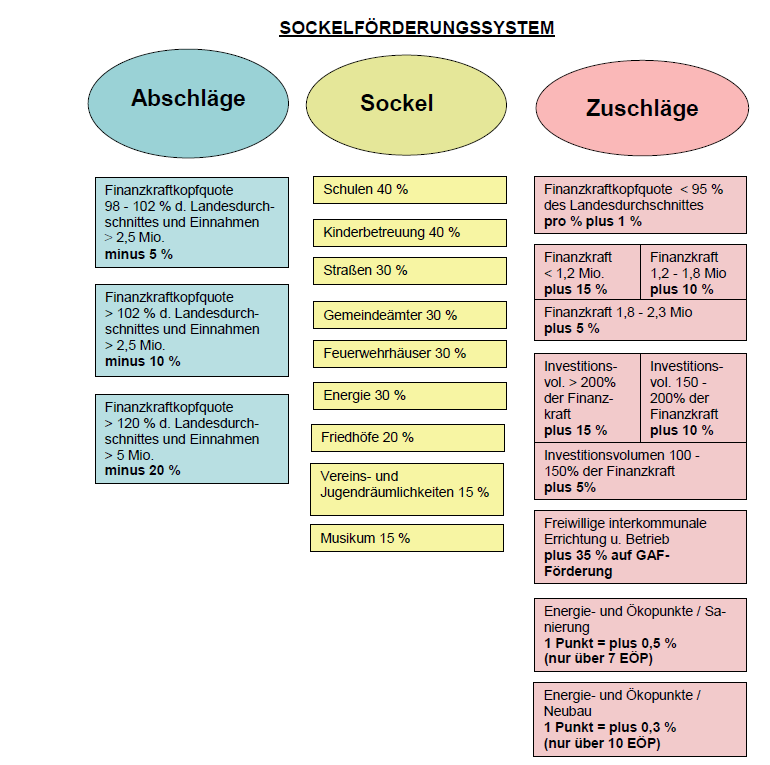 SOCKELFÖRDERUNGSSYSTEM
Abschläge
Finanzkraftkopfquote
98 - 102 % d. Landesdurch-
schnittes und Einnahmen
> 2,5 Mio.
minus 5 %
Finanzkraftkopfquote
> 102 % d. Landesdurch-
schnittes und Einnahmen
> 2,5 Mio.
minus 10 %
Finanzkraftkopfquote
> 120 % d. Landesdurch-
schnittes und Einnahmen
> 5 Mio.
minus 20 %
Sockel
Schulen 40 %
Kinderbetreuung 40 %
Straßen 30 %
Gemeindeämter 30 %
Feuerwehrhäuser 30 %
Energie 30 %
Friedhöfe 20 %
Vereins- und
Jugendräumlichkeiten 15 %
Musikum 15 %
Zuschläge
Finanzkraftkopfquote < 95 %
des Landesdurchschnittes
pro % plus 1 %
Finanzkraft
< 1,2 Mio.
plus 15 %
Finanzkraft
1,2 - 1,8 Mio
plus 10 %
Finanzkraft 1,8 - 2,3 Mio
plus 5 %
Investitions-
vol. > 200%
der Finanz-
kraft
plus 15 %
Investitions-
vol. 150 -
200% der
Finanzkraft
plus 10 %
Investitionsvolumen 100 -
150% der Finanzkraft
plus 5%
Freiwillige interkommunale
Errichtung u. Betrieb
plus 35 % auf GAF-
Förderung
Energie- und Ökopunkte / Sa-
nierung
1 Punkt = plus 0,5 %
(nur über 7 EÖP)
Energie- und Ökopunkte /
Neubau
1 Punkt = plus 0,3 %
(nur über 10 EÖP)